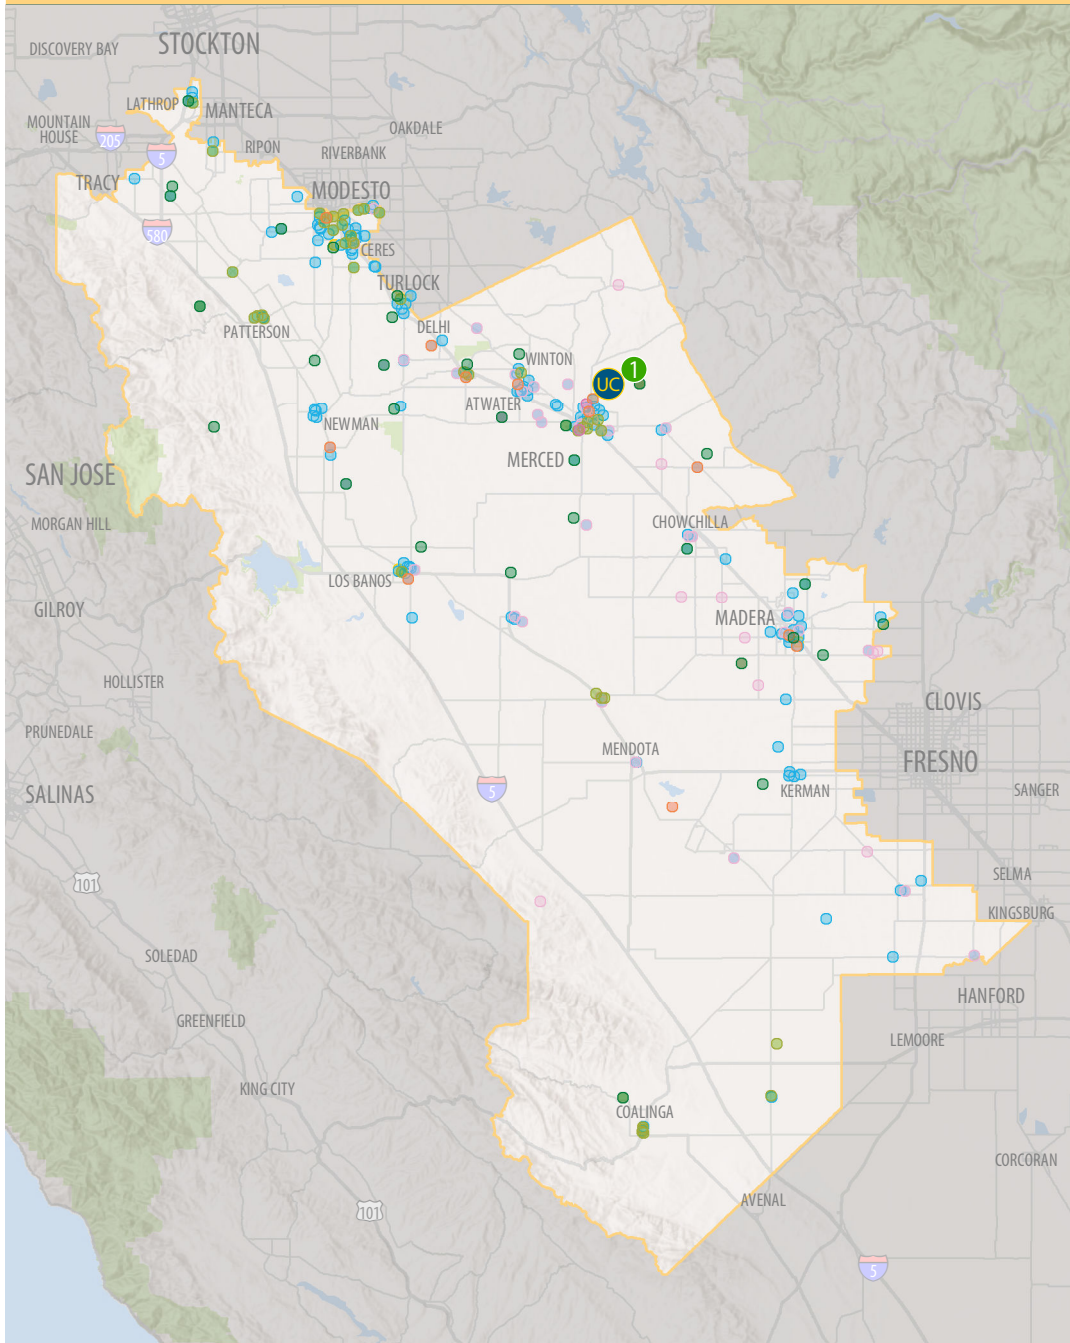 STOCKTON
DISCOVERY BAY
LATHROP
MANTECA
MOUNTAIN
HOUSE
205
5
OAKDALE
RIPON
RIVERBANK
TRACY
MODESTO
580
CERES
TURLOCK
PATTERSON
DELHI
WINTON
1
UC
ATWATER
NEWMAN
MERCED
SAN JOSE
MORGAN HILL
CHOWCHILLA
LOS BANOS
GILROY
MADERA
HOLLISTER
CLOVIS
PRUNEDALE
MENDOTA
FRESNO
SALINAS
5
KERMAN
SANGER
101
SELMA
KINGSBURG
SOLEDAD
HANFORD
GREENFIELD
LEMOORE
KING CITY
COALINGA
CORCORAN
AVENAL
101
5